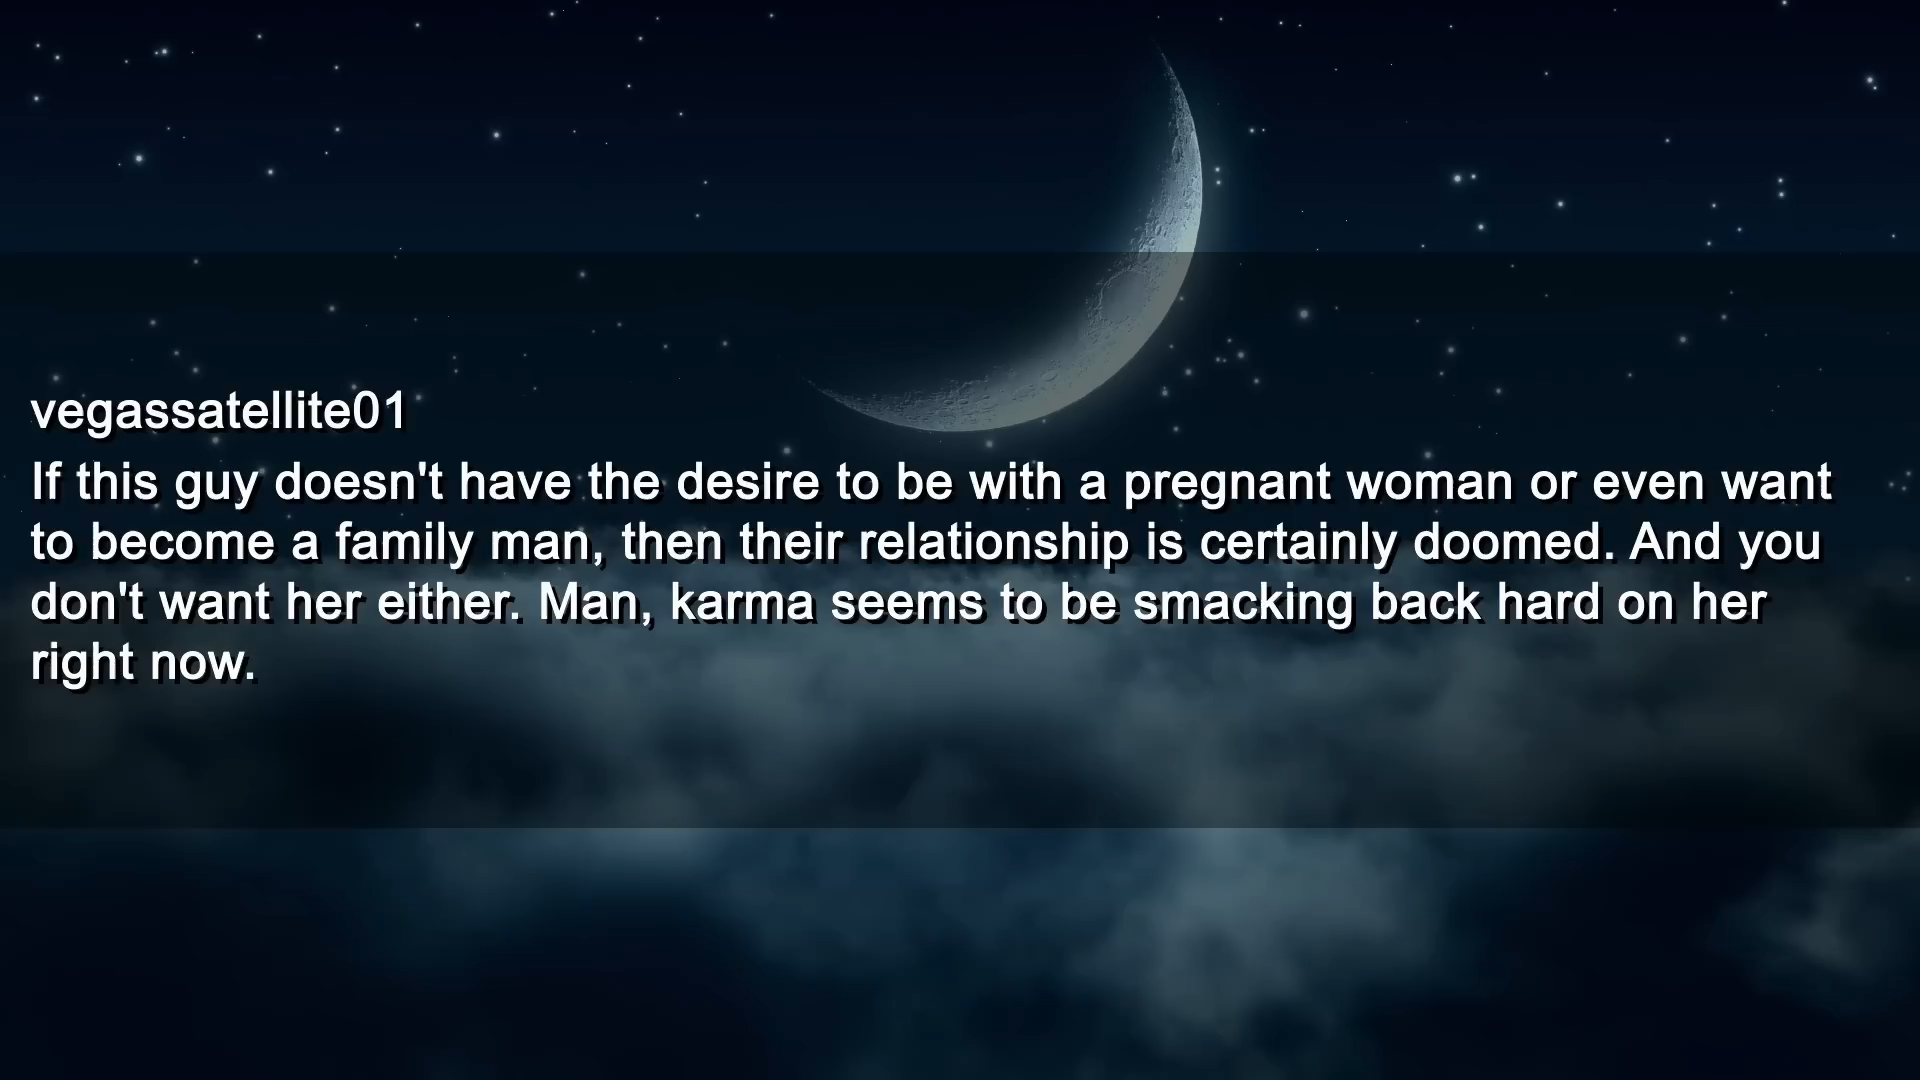 vegassatellite01
If this guy doesn't have the desire to be with a pregnant woman or even want
to become a family man, then their relationship is certainly doomed. And you
don't want her either. Man, karma seems to be smacking back hard on her
right now.